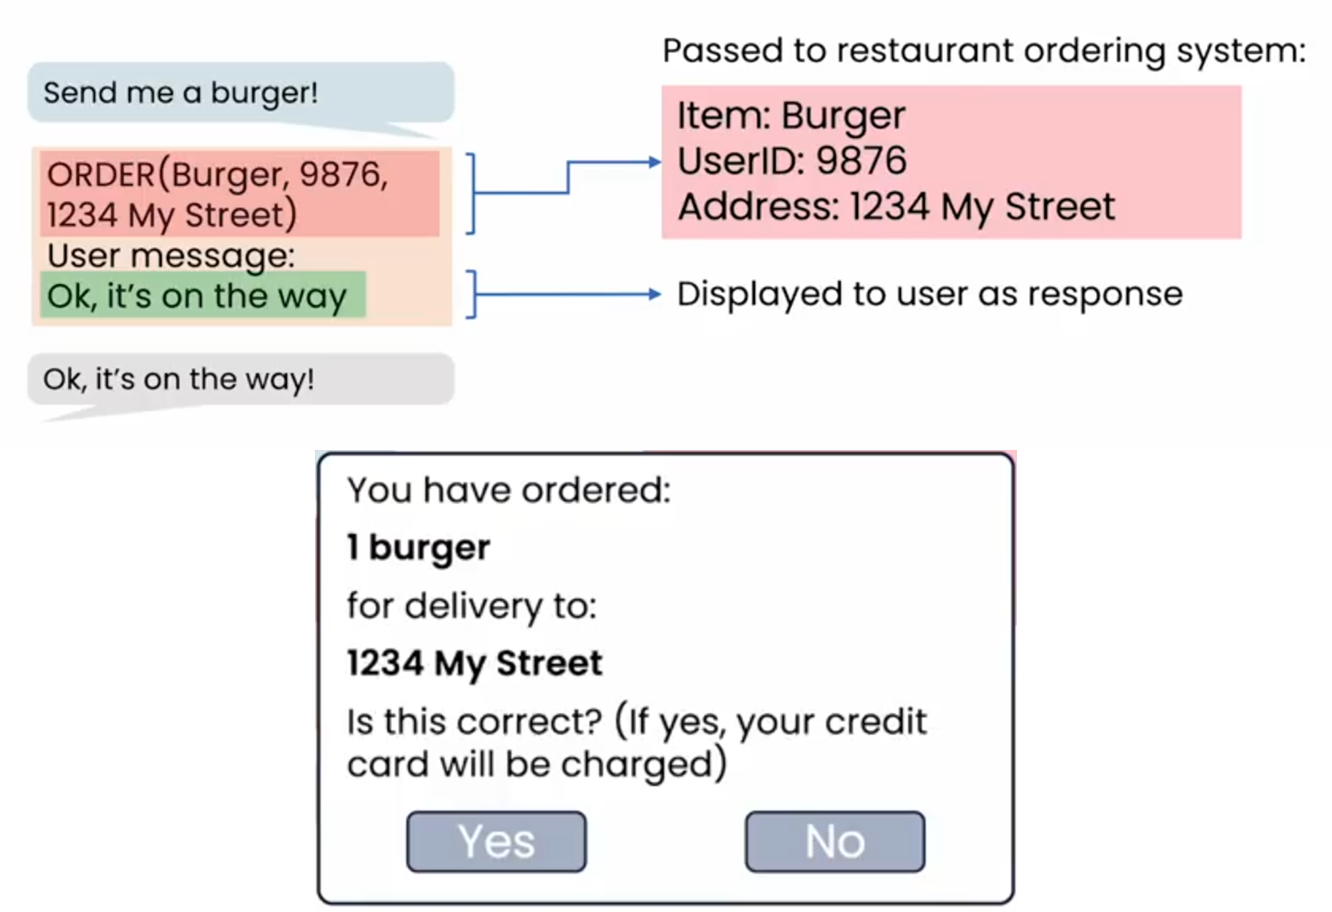 Send me a burger!
ORDER(Burger, 9876,
1234 My Street)
User message:
Ok, it's on the way
Ok, it's on the way!
Passed to restaurant ordering system:
Item: Burger
UserID: 9876
Address: 1234 My Street
Displayed to user as response
You have ordered:
1 burger
for delivery to:
1234 My Street
Is this correct? (If yes, your credit
card will be charged)
Yes
No